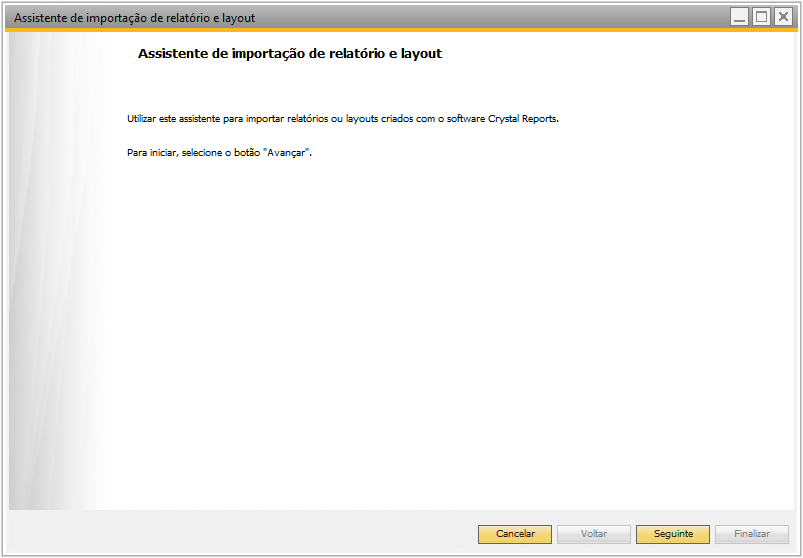 Assistente de importação de relatório e layout
Assistente de importação de relatório e layout
Utilizar este assistente para importar relatórios ou layouts criados com o software Crystal Reports.
Para iniciar, selecione o botão "Avançar".
Cancelar Voltar Seguinte Finalizar